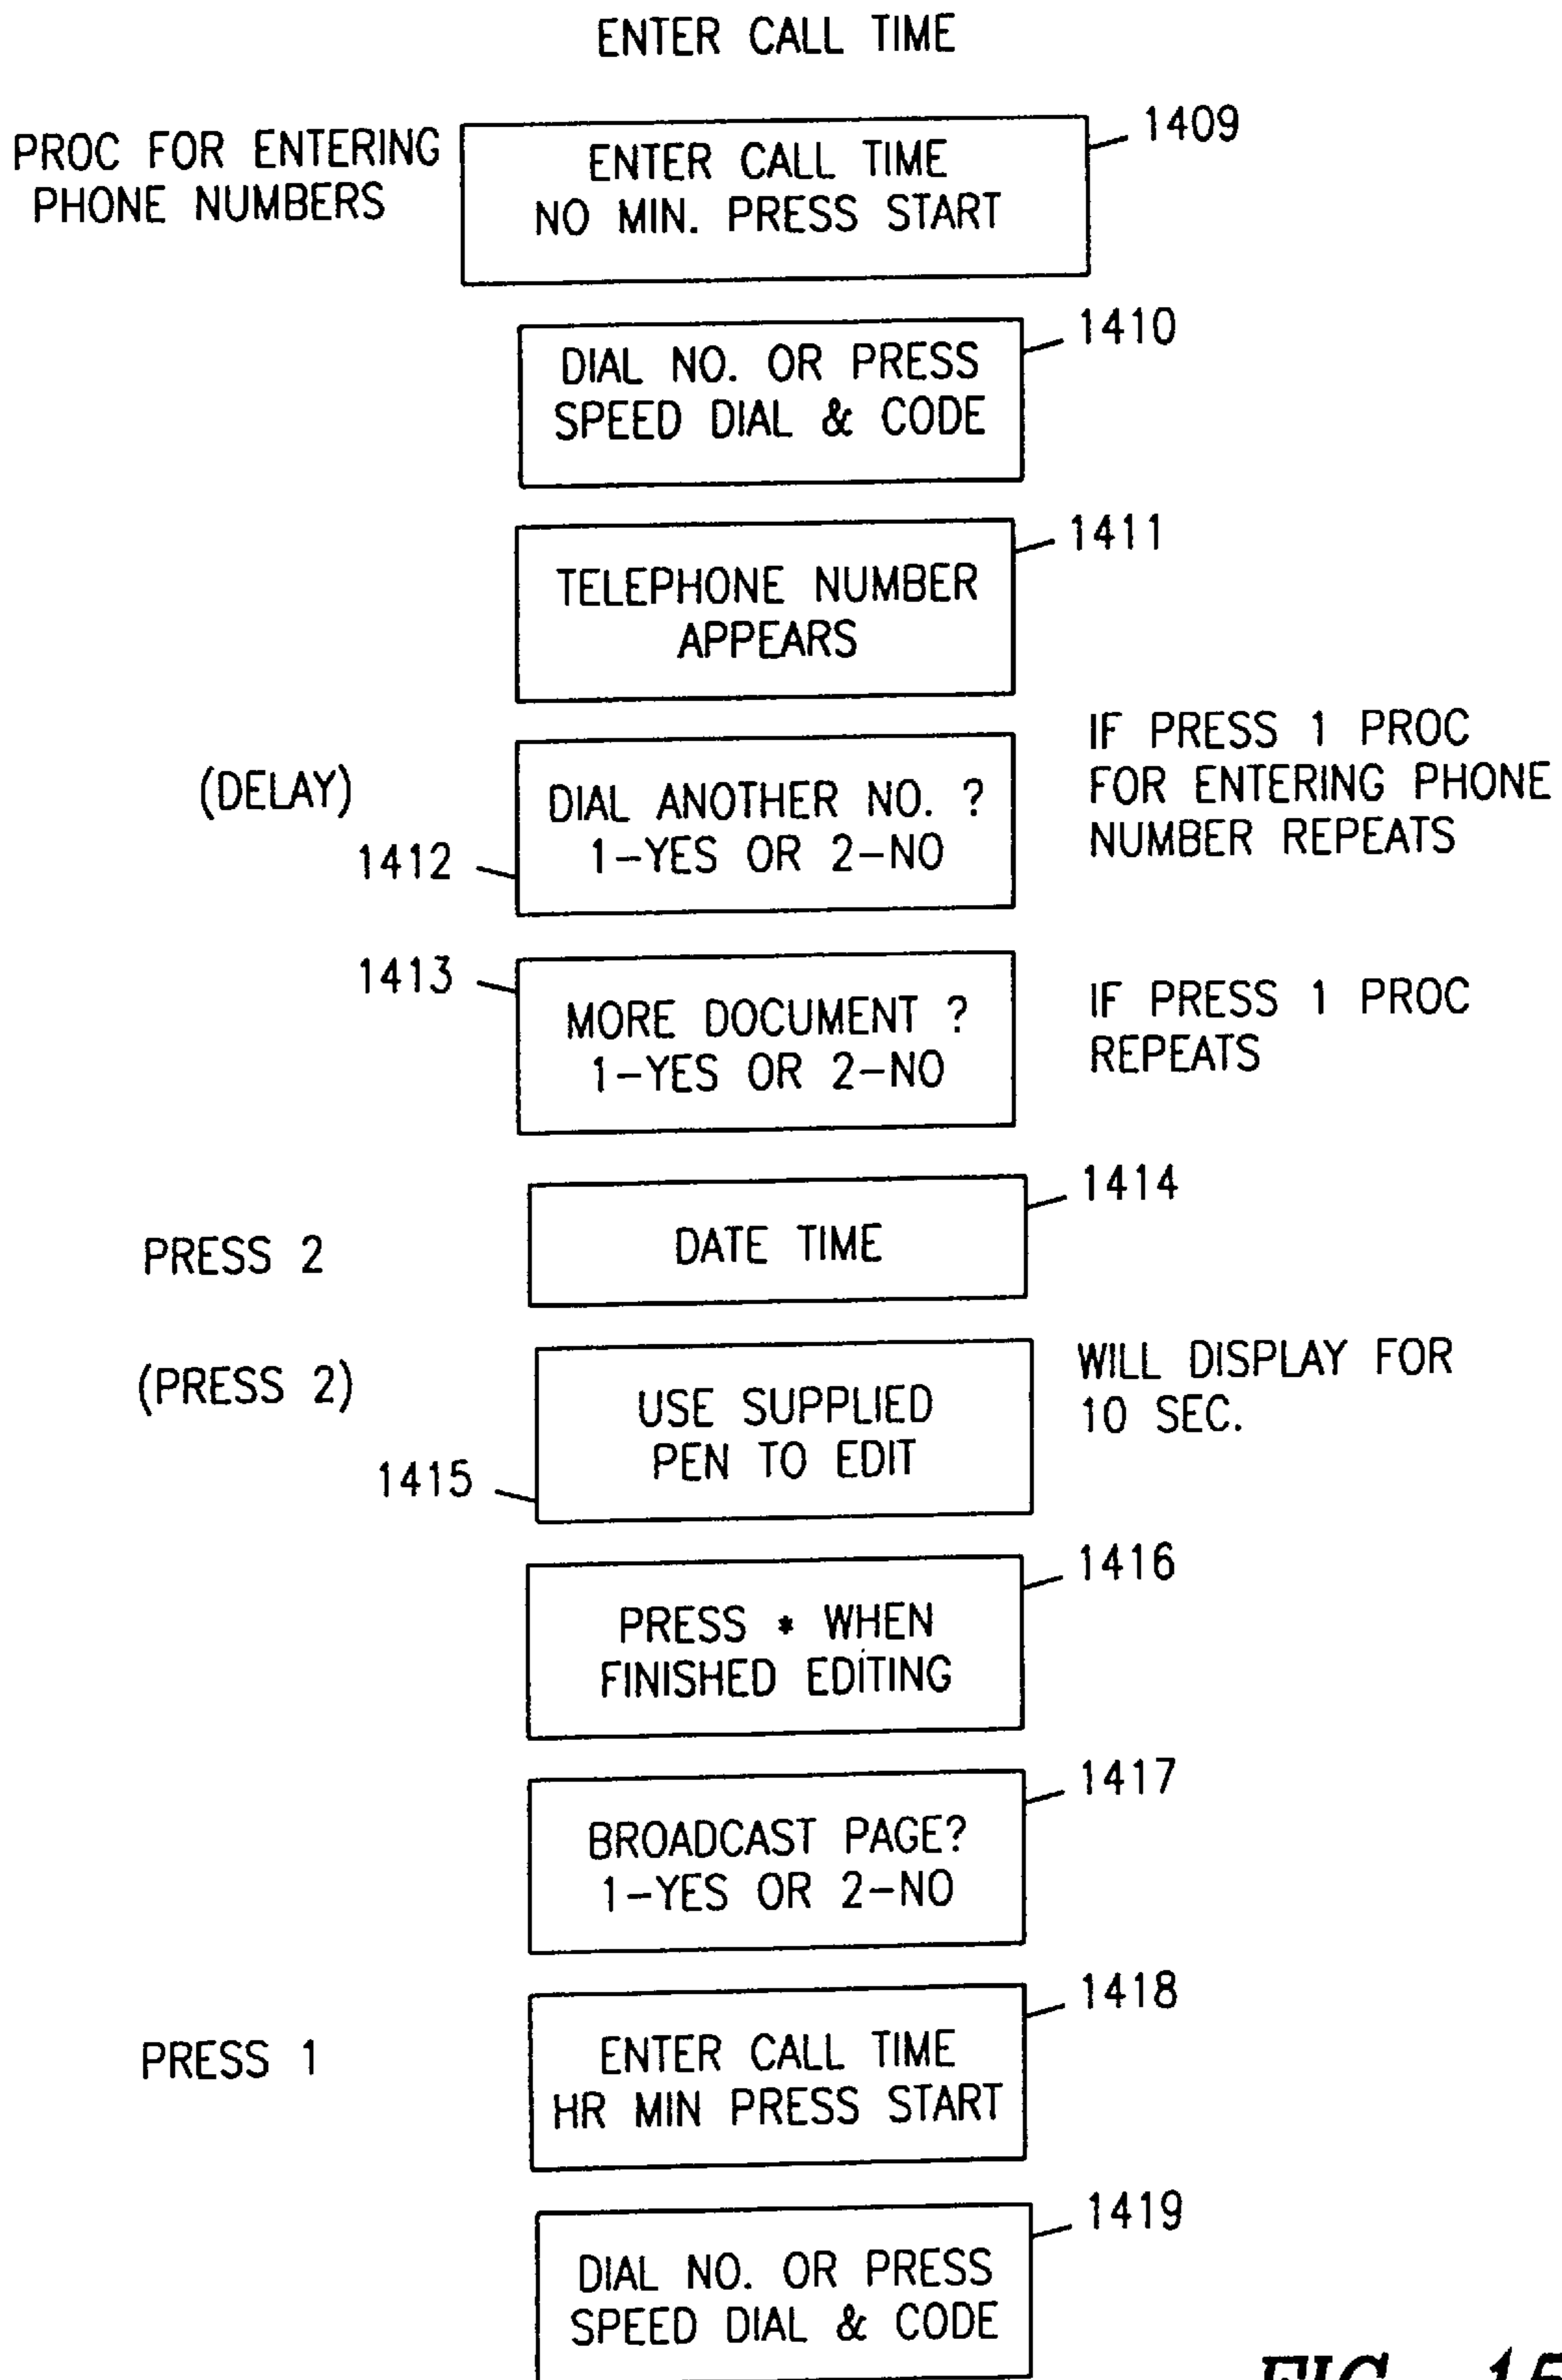 ENTER CALL TIME
PROC FOR ENTERING
PHONE NUMBERS
ENTER CALL TIME
NO MIN. PRESS START
1409
DIAL NO. OR PRESS
SPEED DIAL & CODE
1410
TELEPHONE NUMBER
APPEARS
1411
(DELAY)
1412
DIAL ANOTHER NO. ?
1-YES OR 2-NO
IF PRESS 1 PROC
FOR ENTERING PHONE
NUMBER REPEATS
1413
MORE DOCUMENT ?
1-YES OR 2-NO
IF PRESS 1 PROC
REPEATS
PRESS 2
DATE TIME
1414
(PRESS 2)
1415
USE SUPPLIED
PEN TO EDIT
WILL DISPLAY FOR
10 SEC.
PRESS * WHEN
FINISHED EDITING
1416
BROADCAST PAGE?
1-YES OR 2-NO
1417
PRESS 1
ENTER CALL TIME
HR MIN PRESS START
1418
DIAL NO. OR PRESS
SPEED DIAL & CODE
1419
FIG. 15